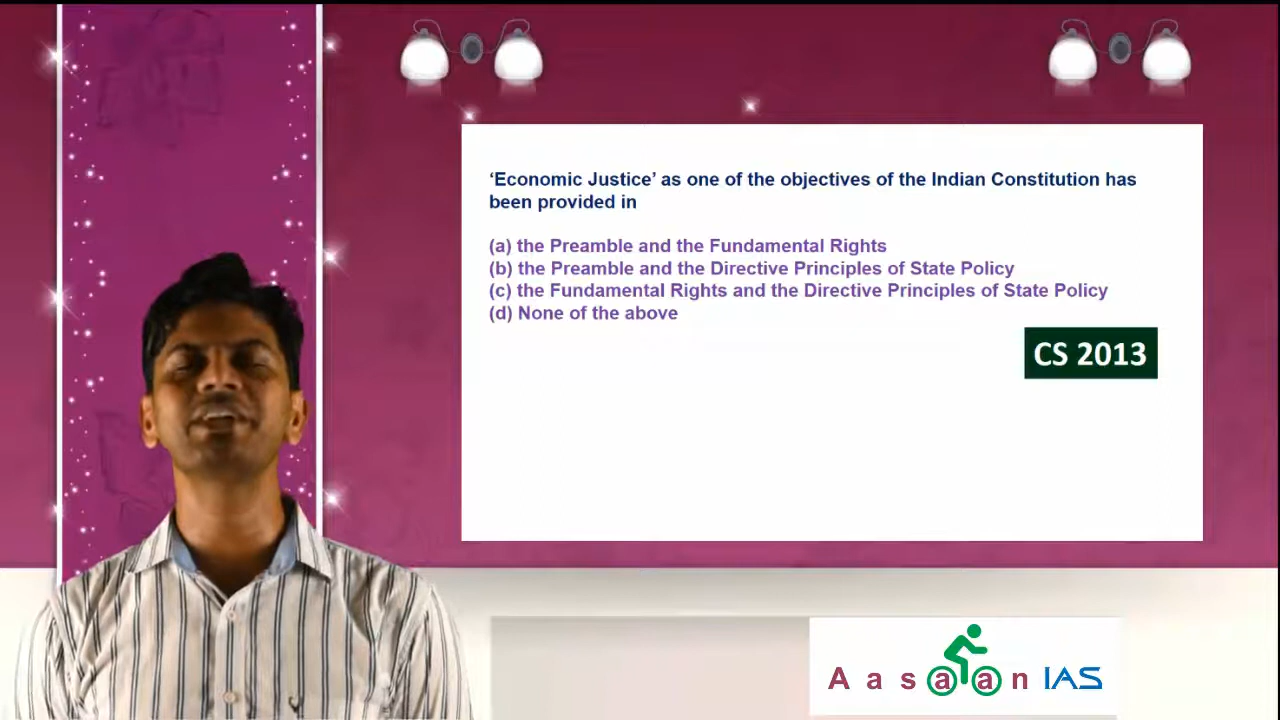 ‘Economic Justice’ as one of the objectives of the Indian Constitution has
been provided in
(a) the Preamble and the Fundamental Rights
(b) the Preamble and the Directive Principles of State Policy
(c) the Fundamental Rights and the Directive Principles of State Policy
(d) None of the above
CS 2013
Aasaan IAS